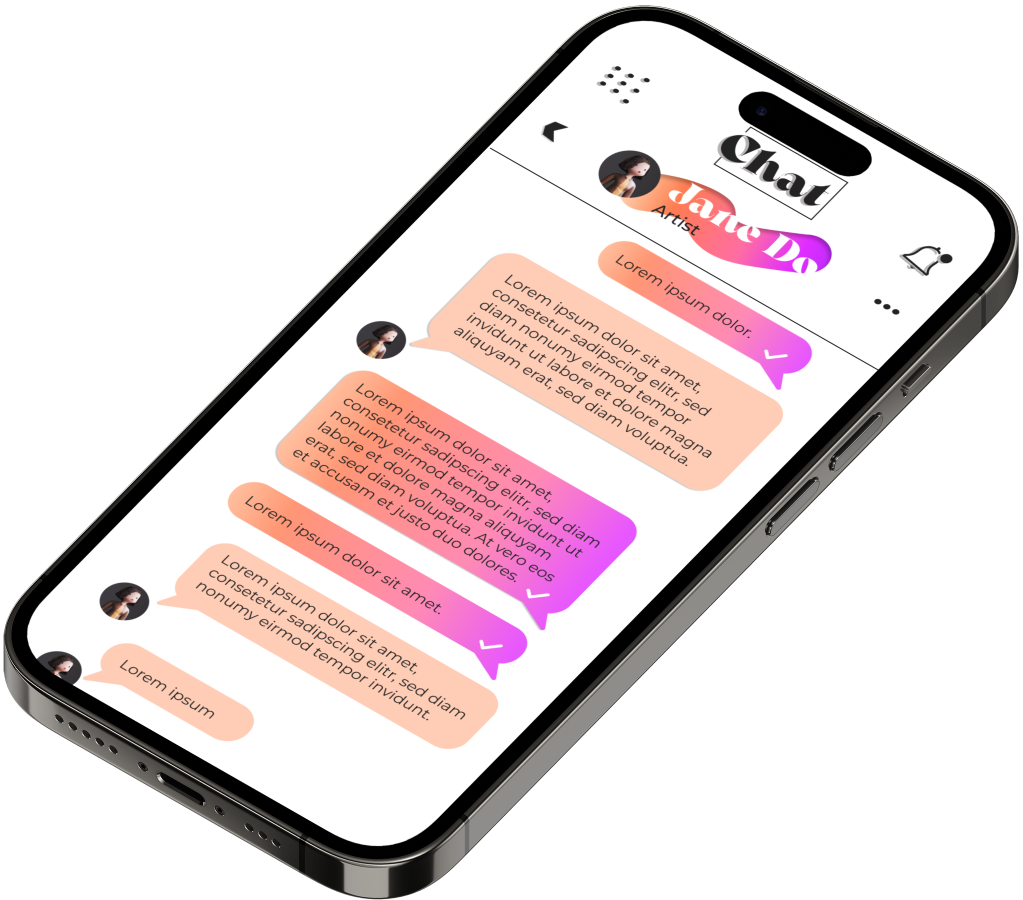 Chat
Jane Do
Artist
Lorem ipsum dolor.
Lorem ipsum dolor sit amet,
consetetur sadipscing elitr, sed
diam nonumy eirmod tempor
invidunt ut labore et dolore magna
aliquyam erat, sed diam voluptua.
Lorem ipsum dolor sit amet,
consetetur sadipscing elitr, sed diam
nonumy eirmod tempor invidunt ut
labore et dolore magna aliquyam
erat, sed diam voluptua. At vero eos
et accusam et justo duo dolores.
Lorem ipsum dolor sit amet.
Lorem ipsum dolor sit amet,
consetetur sadipscing elitr, sed diam
nonumy eirmod tempor invidunt.
Lorem ipsum